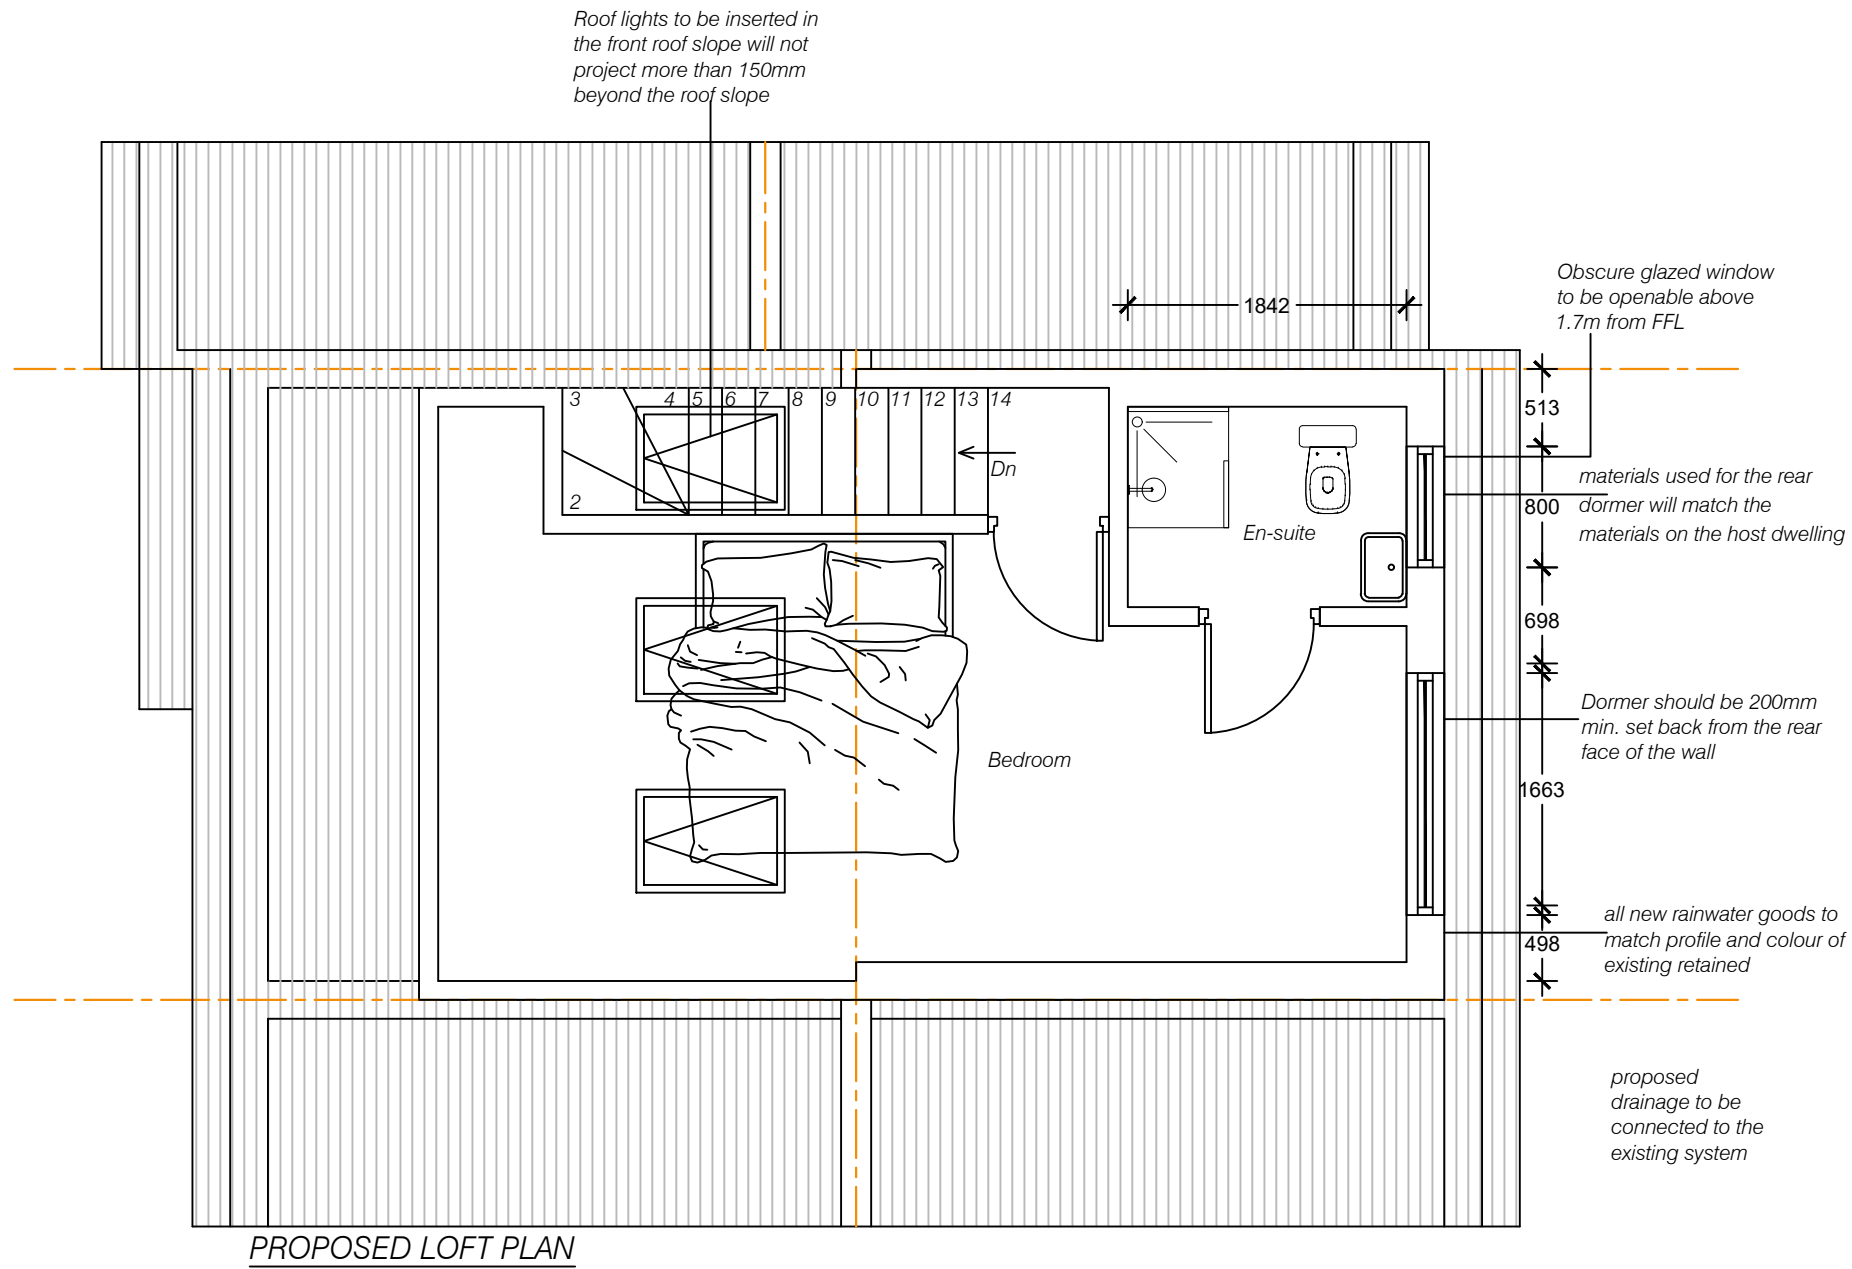 Roof lights to be inserted in
the front roof slope will not
project more than 150mm
beyond the roof slope
Obscure glazed window
to be openable above
1.7m from FFL
1842
513
3
4 5 6 7 8 9 10 11 12 13 14
Dn
2
materials used for the rear
dormer will match the
materials on the host dwelling
800
En-suite
698
Dormer should be 200mm
min. set back from the rear
face of the wall
Bedroom
1663
all new rainwater goods to
match profile and colour of
existing retained
498
proposed
drainage to be
connected to the
existing system
PROPOSED LOFT PLAN